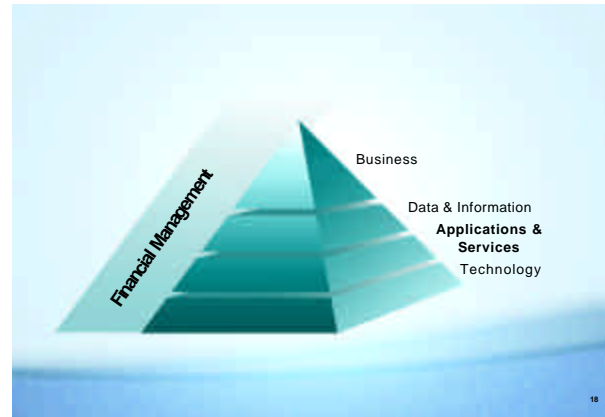 Financial Management
Business
Data & Information
Applications &
Services
Technology
18